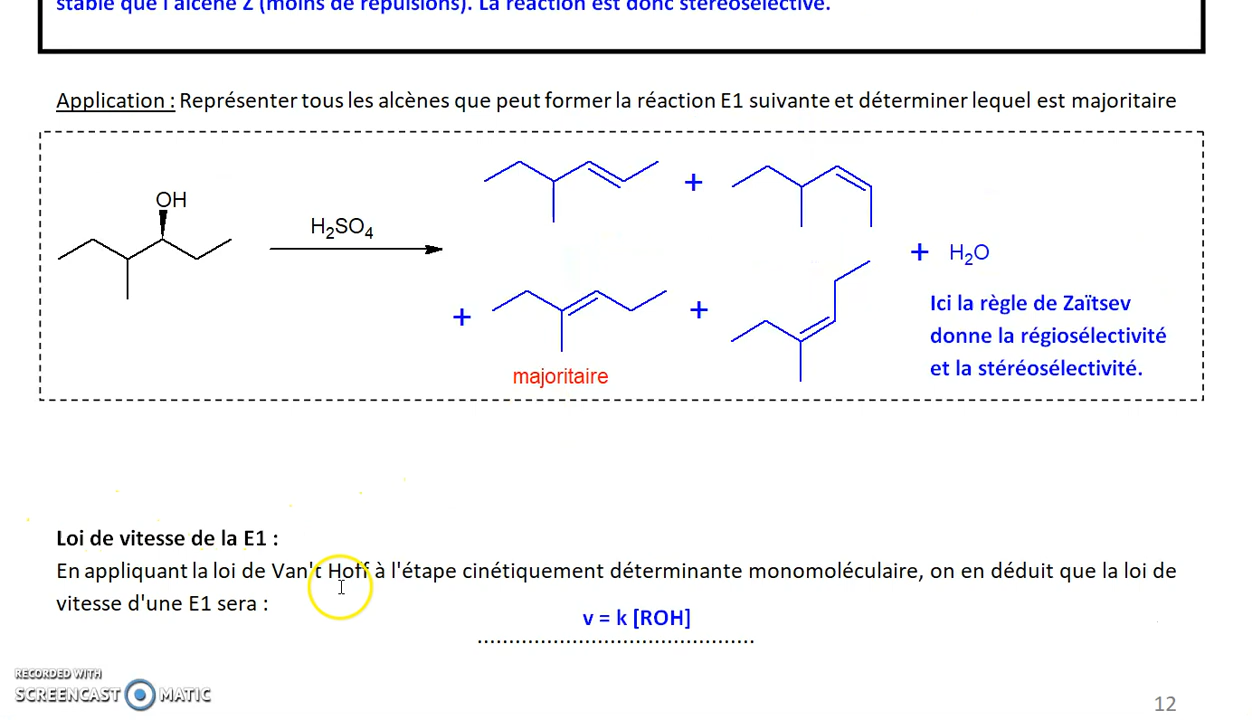 stable que l'alcène Z (moins de répulsions). La réaction est donc stéréosélective.
Application : Représenter tous les alcènes que peut former la réaction E1 suivante et déterminer lequel est majoritaire
OH
H2SO4
+
+ H2O
+
+
Ici la règle de Zaïtsev
donne la régiosélectivité
et la stéréosélectivité.
majoritaire
Loi de vitesse de la E1 :
En appliquant la loi de Van't Hoff à l'étape cinétiquement déterminante monomoléculaire, on en déduit que la loi de
vitesse d'une E1 sera :
v = k [ROH]
RECORDED WITH
SCREENCAST MATIC
12